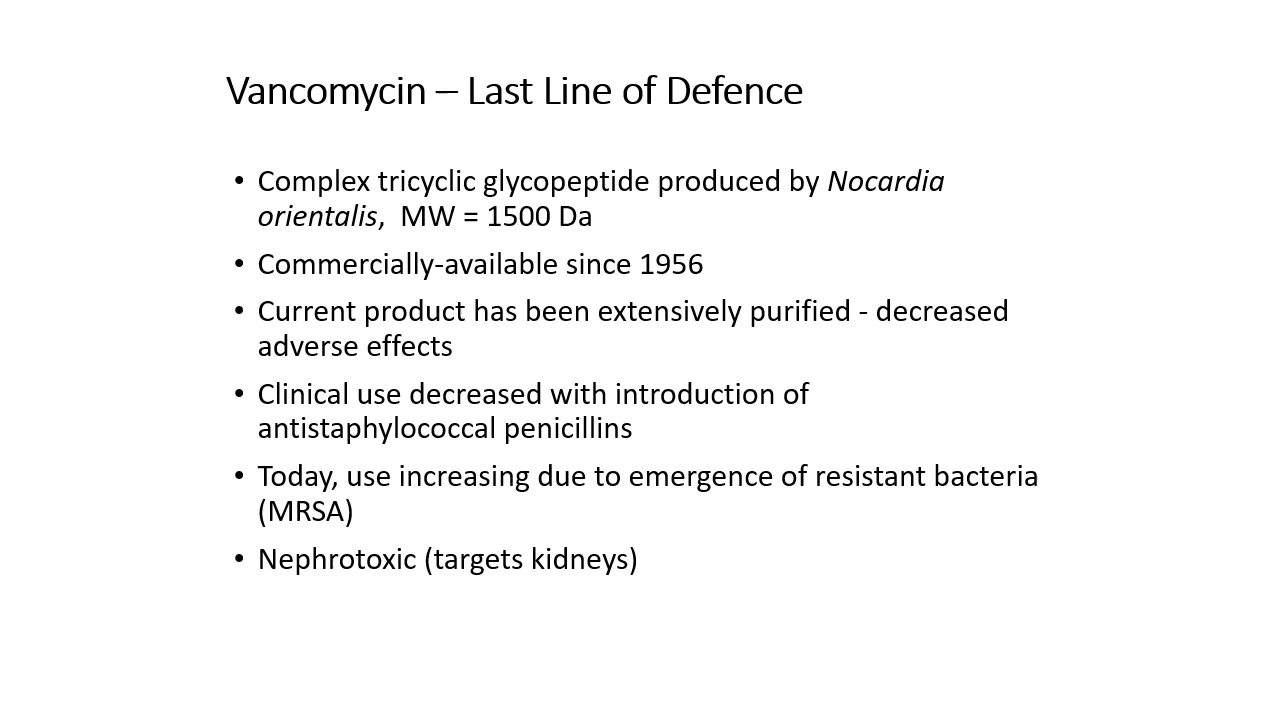 Vancomycin – Last Line of Defence
• Complex tricyclic glycopeptide produced by Nocardia
orientalis,  MW = 1500 Da
• Commercially-available since 1956
• Current product has been extensively purified - decreased
adverse effects
• Clinical use decreased with introduction of
antistaphylococcal penicillins
• Today, use increasing due to emergence of resistant bacteria
(MRSA)
• Nephrotoxic (targets kidneys)